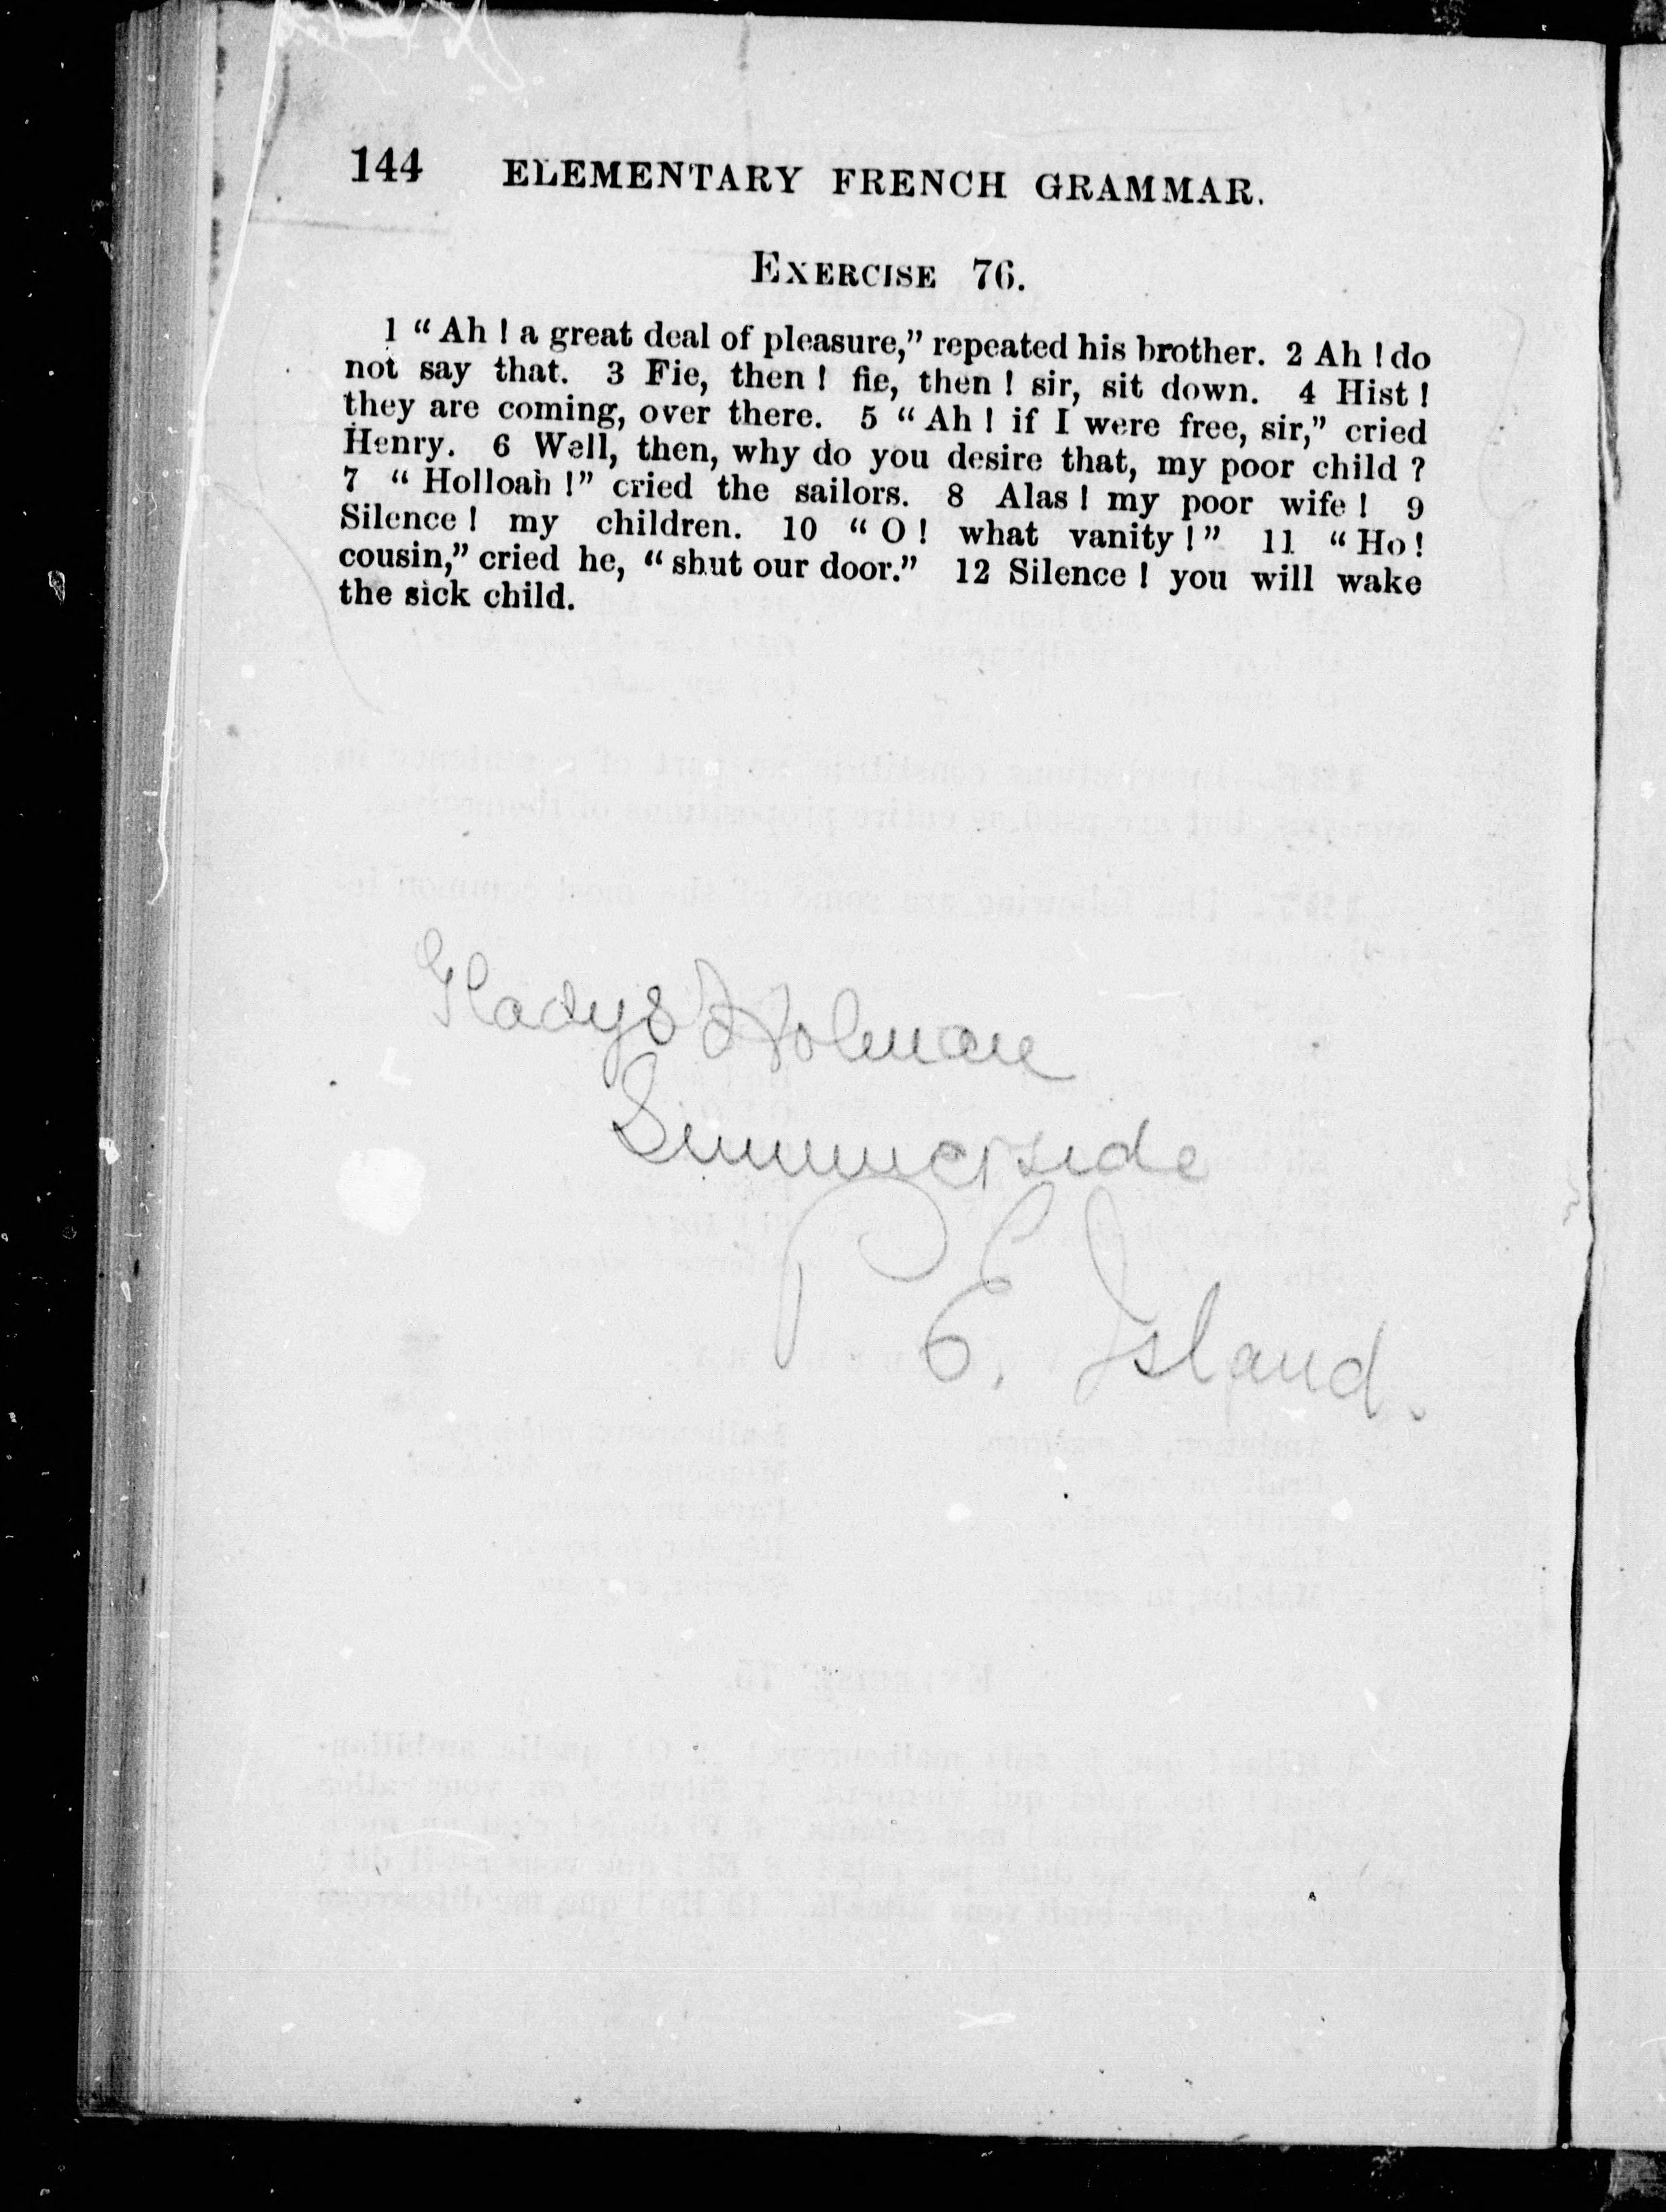 144 ELEMENTARY FRENCH GRAMMAR.
EXERCISE 76.
1 “Ah ! a great deal of pleasure,” repeated his brother. 2 Ah ! do
not say that. 3 Fie, then ! fie, then ! sir, sit down. 4 Hist !
they are coming, over there. 5 “Ah ! if I were free, sir,” cried
Henry. 6 Well, then, why do you desire that, my poor child ?
7 “Holloah !” cried the sailors. 8 Alas ! my poor wife ! 9
Silence ! my children. 10 “O ! what vanity !” 11 “Ho !
cousin,” cried he, “shut our door.” 12 Silence ! you will wake
the sick child.
Gladys Holman
Summerside
P. E. Island.